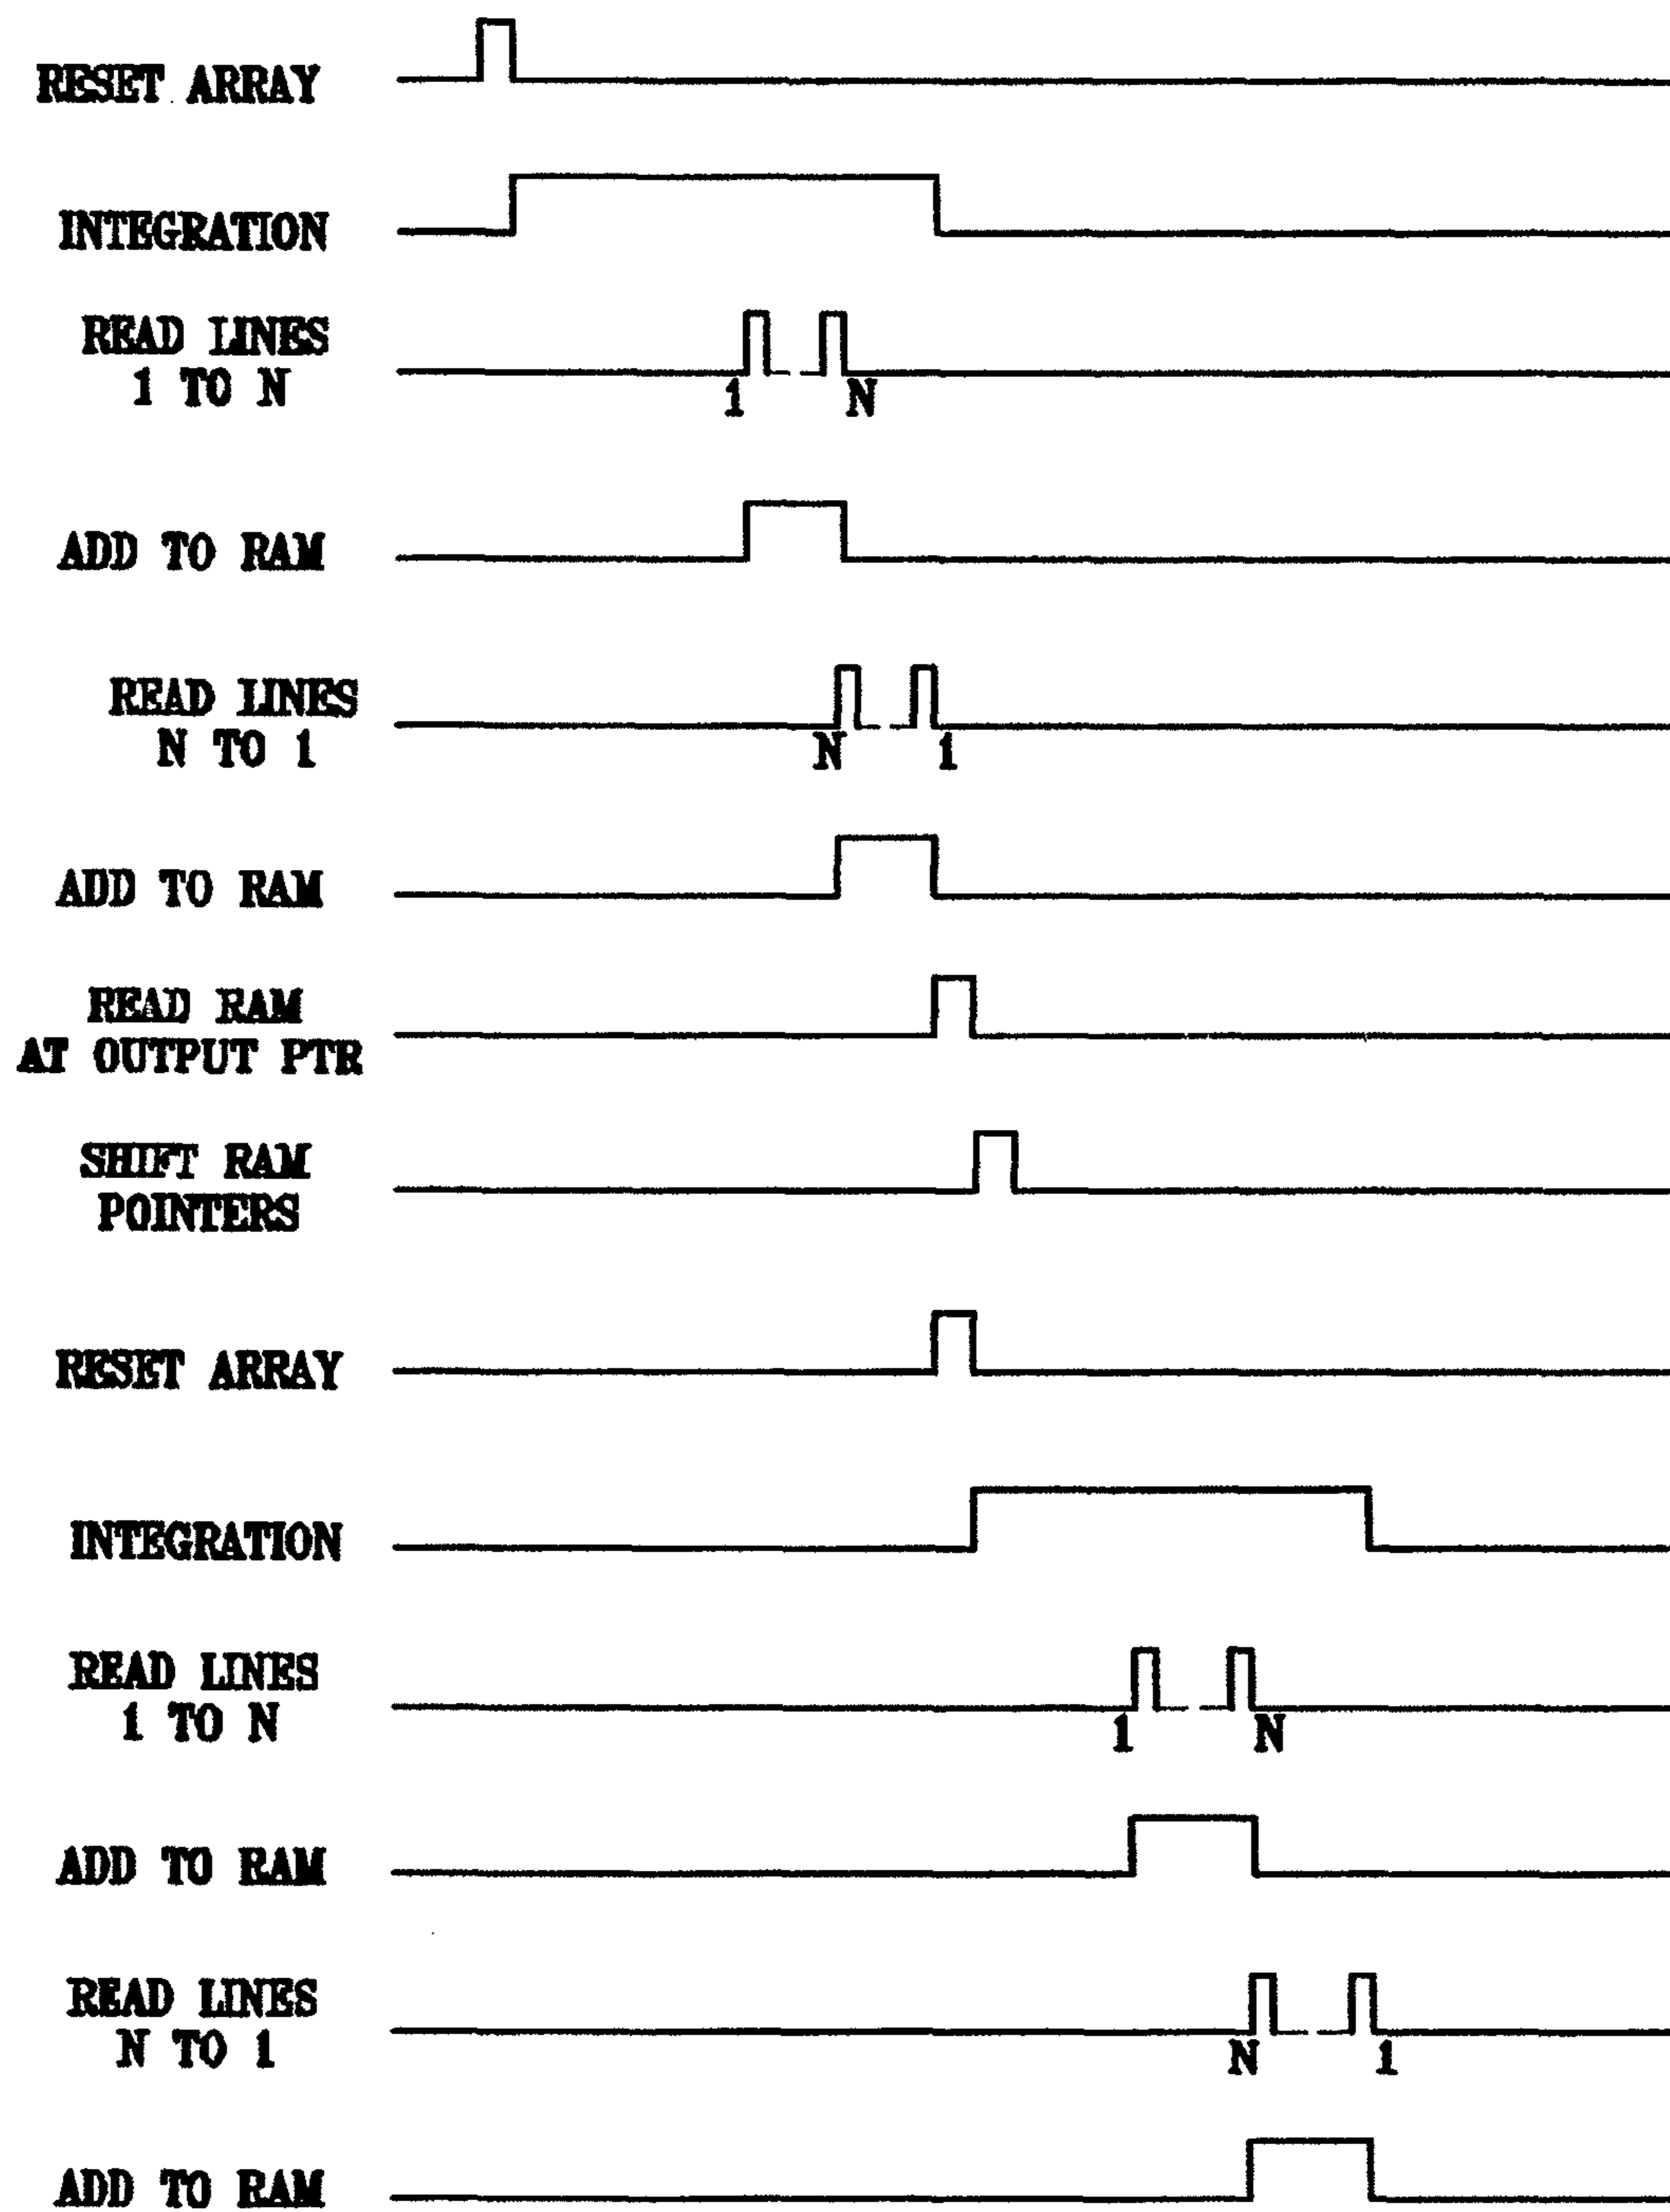 RESET ARRAY
INTEGRATION
READ LINES
1 TO N
1 N
ADD TO RAM
READ LINES
N TO 1
N 1
ADD TO RAM
READ RAM
AT OUTPUT PTR
SHIFT RAM
POINTERS
RESET ARRAY
INTEGRATION
READ LINES
1 TO N
1 N
ADD TO RAM
READ LINES
N TO 1
N 1
ADD TO RAM